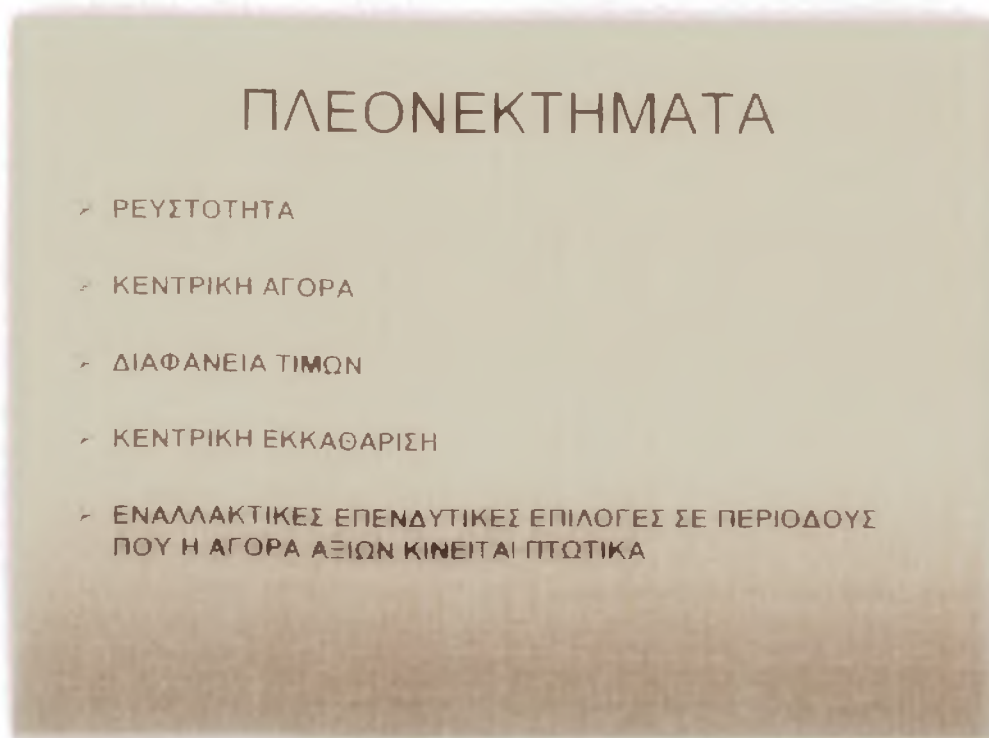 ΠΛΕΟΝΕΚΤΗΜΑΤΑ
➢ ΡΕΥΣΤΟΤΗΤΑ
➢ ΚΕΝΤΡΙΚΗ ΑΓΟΡΑ
➢ ΔΙΑΦΑΝΕΙΑ ΤΙΜΩΝ
➢ ΚΕΝΤΡΙΚΗ ΕΚΚΑΘΑΡΙΣΗ
➢ ΕΝΑΛΛΑΚΤΙΚΕΣ ΕΠΕΝΔΥΤΙΚΕΣ ΕΠΙΛΟΓΕΣ ΣΕ ΠΕΡΙΟΔΟΥΣ
ΠΟΥ Η ΑΓΟΡΑ ΑΞΙΩΝ ΚΙΝΕΙΤΑΙ ΠΤΩΤΙΚΑ